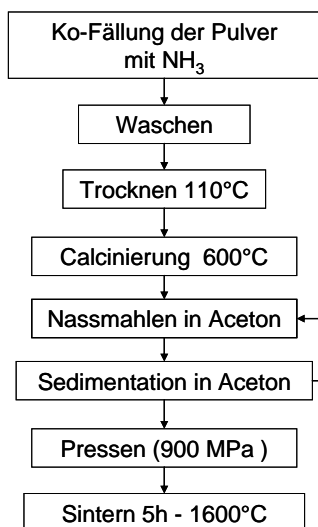 Ko-Fällung der Pulver
mit NH₃
Waschen
Trocknen 110°C
Calcinierung 600°C
Nassmahlen in Aceton
Sedimentation in Aceton
Pressen (900 MPa )
Sintern 5h - 1600°C